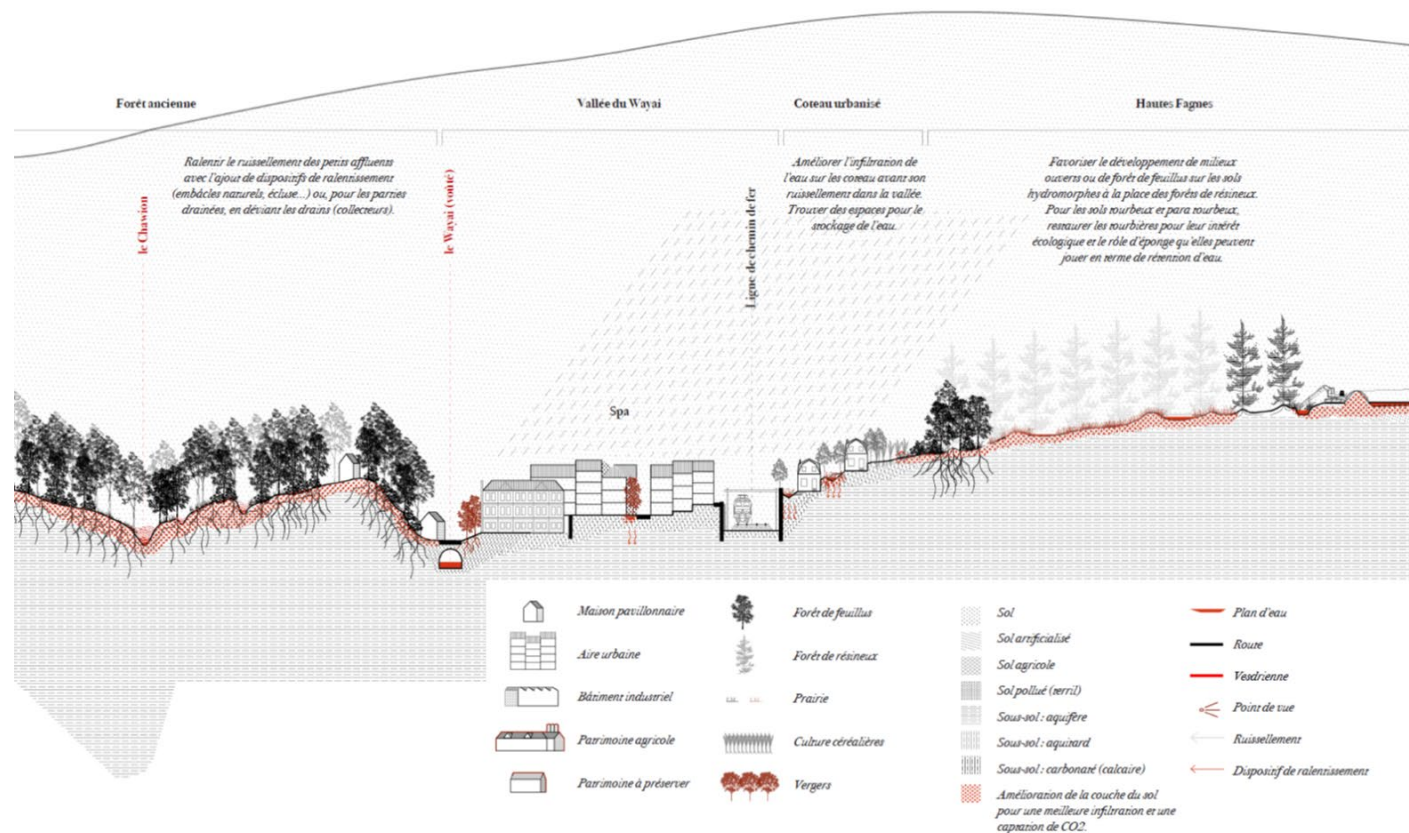 Forêt ancienne
Vallée du Wayai
Coteau urbanisé
Hautes Fagnes
Ralentir le ruissellement des petits affluents
avec l'ajout de dispositifs de ralentissement
(embâcles naturels, écluse...) ou, pour les parties
drainées, en déviant les drains (collecteurs).
Améliorer l'infiltration de
l'eau sur les coteau avant son
ruissellement dans la vallée.
Trouver des espaces pour le
stockage de l'eau.
Favoriser le développement de milieux
ouverts ou de forêt de feuillus sur les sols
hydromorphes à la place des forêts de résineux.
Pour les sols tourbeux et para tourbeux,
restaurer les tourbières pour leur intérêt
écologique et le rôle d'éponge qu'elles peuvent
jouer en terme de rétention d'eau.
le Chawion
le Wayai (voûté)
Ligne de chemin de fer
Spa
Maison pavillonnaire
Aire urbaine
Bâtiment industriel
Patrimoine agricole
Patrimoine à préserver
Forêt de feuillus
Forêt de résineux
Prairie
Culture céréalières
Vergers
Sol
Sol artificialisé
Sol agricole
Sol pollué (terril)
Sous-sol : aquifère
Sous-sol : aquitard
Sous-sol : carbonaté (calcaire)
Amélioration de la couche du sol
pour une meilleure infiltration et une
captation de CO2.
Plan d'eau
Route
Vesdrienne
Point de vue
Ruissellement
Dispositif de ralentissement